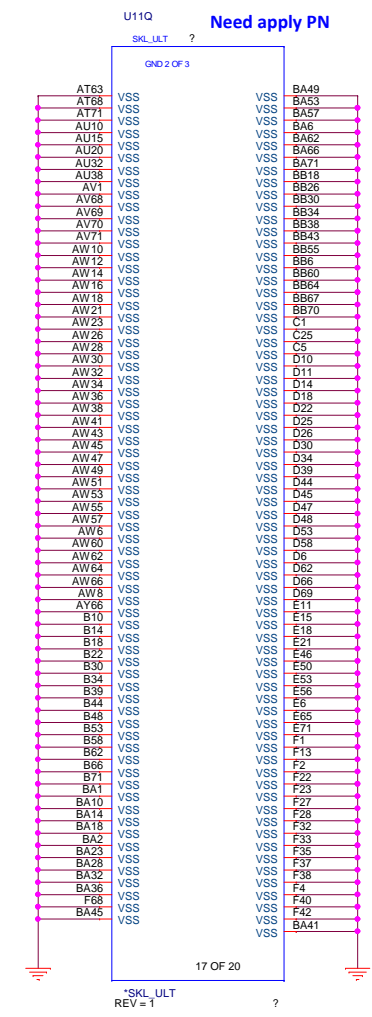 U11Q
Need apply PN
SKL_ULT ?
GND 2 OF 3
AT63 VSS VSS BA49
AT68 VSS VSS BA53
AT71 VSS VSS BA57
AU10 VSS VSS BA6
AU15 VSS VSS BA62
AU20 VSS VSS BA66
AU32 VSS VSS BA71
AU38 VSS VSS BB18
AV1 VSS VSS BB26
AV68 VSS VSS BB30
AV69 VSS VSS BB34
AV70 VSS VSS BB38
AV71 VSS VSS BB43
AW10 VSS VSS BB55
AW12 VSS VSS BB6
AW14 VSS VSS BB60
AW16 VSS VSS BB64
AW18 VSS VSS BB67
AW21 VSS VSS BB70
AW23 VSS VSS C1
AW26 VSS VSS C25
AW28 VSS VSS C5
AW30 VSS VSS D10
AW32 VSS VSS D11
AW34 VSS VSS D14
AW36 VSS VSS D18
AW38 VSS VSS D22
AW41 VSS VSS D25
AW43 VSS VSS D26
AW45 VSS VSS D30
AW47 VSS VSS D34
AW49 VSS VSS D39
AW51 VSS VSS D44
AW53 VSS VSS D45
AW55 VSS VSS D47
AW57 VSS VSS D48
AW6 VSS VSS D53
AW60 VSS VSS D58
AW62 VSS VSS D6
AW64 VSS VSS D62
AW66 VSS VSS D66
AW8 VSS VSS D69
AY66 VSS VSS E11
B10 VSS VSS E15
B14 VSS VSS E18
B18 VSS VSS E21
B22 VSS VSS E46
B30 VSS VSS E50
B34 VSS VSS E53
B39 VSS VSS E56
B44 VSS VSS E6
B48 VSS VSS E65
B53 VSS VSS E71
B58 VSS VSS F1
B62 VSS VSS F13
B66 VSS VSS F2
B71 VSS VSS F22
BA1 VSS VSS F23
BA10 VSS VSS F27
BA14 VSS VSS F28
BA18 VSS VSS F32
BA2 VSS VSS F33
BA23 VSS VSS F35
BA28 VSS VSS F37
BA32 VSS VSS F38
BA36 VSS VSS F4
F68 VSS VSS F40
BA45 VSS VSS F42
VSS BA41
17 OF 20
*SKL_ULT
REV = 1 ?